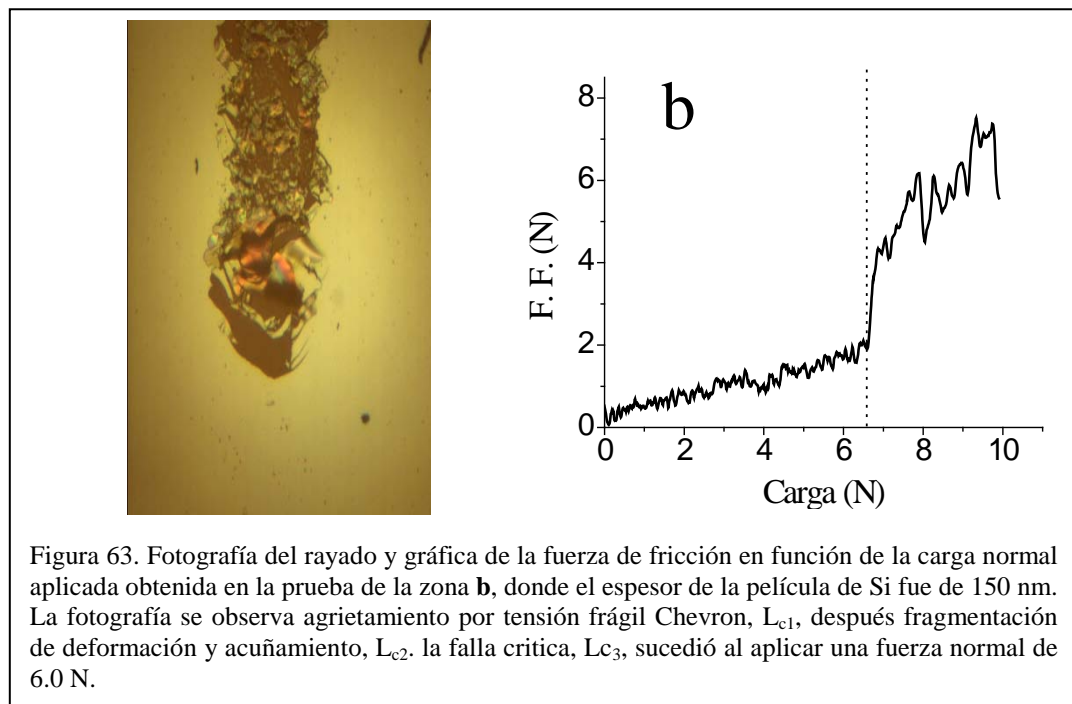 b
8
6
4
2
0
F. F. (N)
0 2 4 6 8 10
Carga (N)
Figura 63. Fotografía del rayado y gráfica de la fuerza de fricción en función de la carga normal
aplicada obtenida en la prueba de la zona b, donde el espesor de la película de Si fue de 150 nm.
La fotografía se observa agrietamiento por tensión frágil Chevron, Lc1, después fragmentación
de deformación y acuñamiento, Lc2. la falla critica, Lc3, sucedió al aplicar una fuerza normal de
6.0 N.